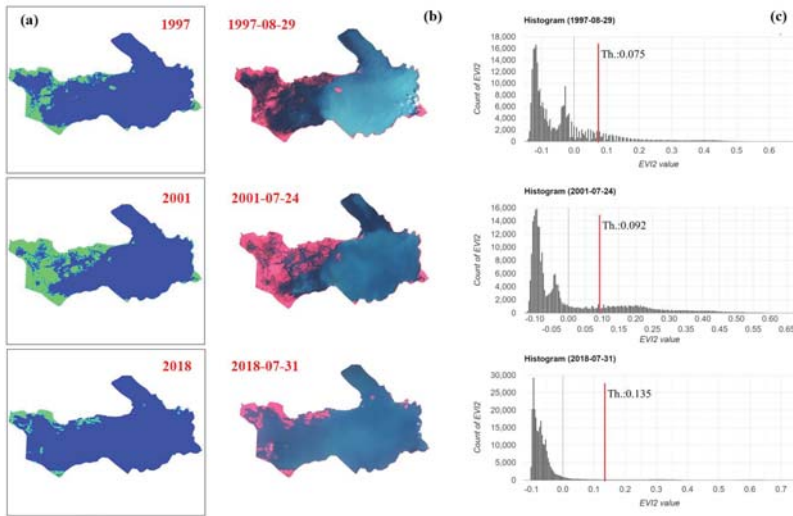 (a)
1997
1997-08-29
(b)
(c)
Histogram (1997-08-29)
Count of EVI2
18,000
16,000
14,000
12,000
10,000
8,000
6,000
4,000
2,000
0
Th.:0.075
-0.1 0.0 0.1 0.2 0.3 0.4 0.5 0.6
EVI2 value
2001
2001-07-24
Histogram (2001-07-24)
Count of EVI2
16,000
14,000
12,000
10,000
8,000
6,000
4,000
2,000
0
Th.:0.092
-0.10 0.00 0.10 0.20 0.30 0.40 0.50 0.60
-0.05 0.05 0.15 0.25 0.35 0.45 0.55 0.65
EVI2 value
2018
2018-07-31
Histogram (2018-07-31)
Count of EVI2
30,000
25,000
20,000
15,000
10,000
5,000
0
Th.:0.135
-0.1 0.0 0.1 0.2 0.3 0.4 0.5 0.6 0.7
EVI2 value